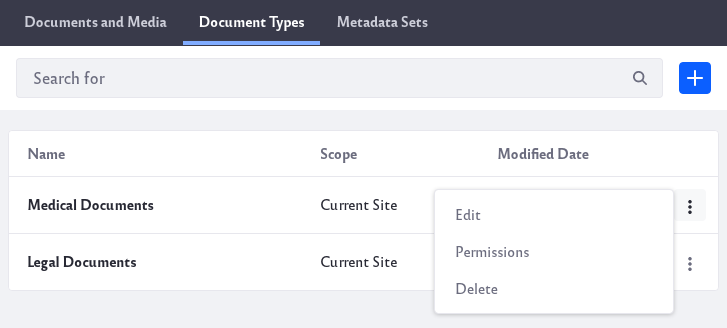 Documents and Media Document Types Metadata Sets
Search for
Name Scope Modified Date
Medical Documents Current Site
Edit
Permissions
Legal Documents Current Site
Delete